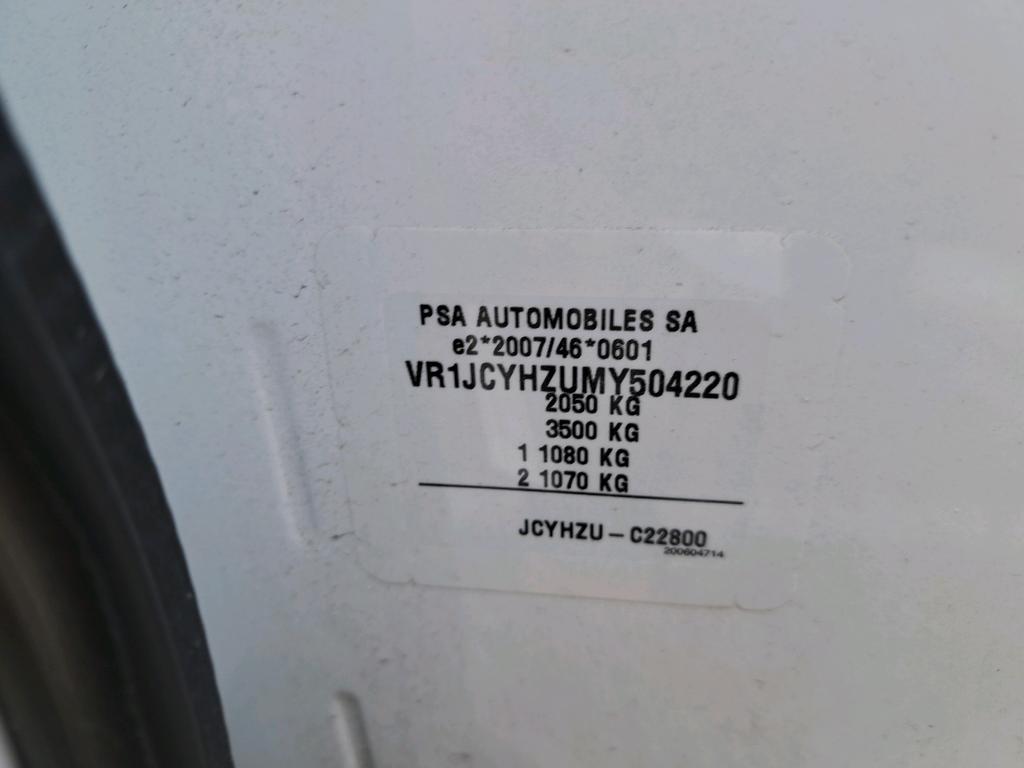 PSA AUTOMOBILES SA
e2*2007/46*0601
VR1JCYHZUMY504220
2050 KG
3500 KG
1 1080 KG
2 1070 KG
JCYHZU – C22800
200604714